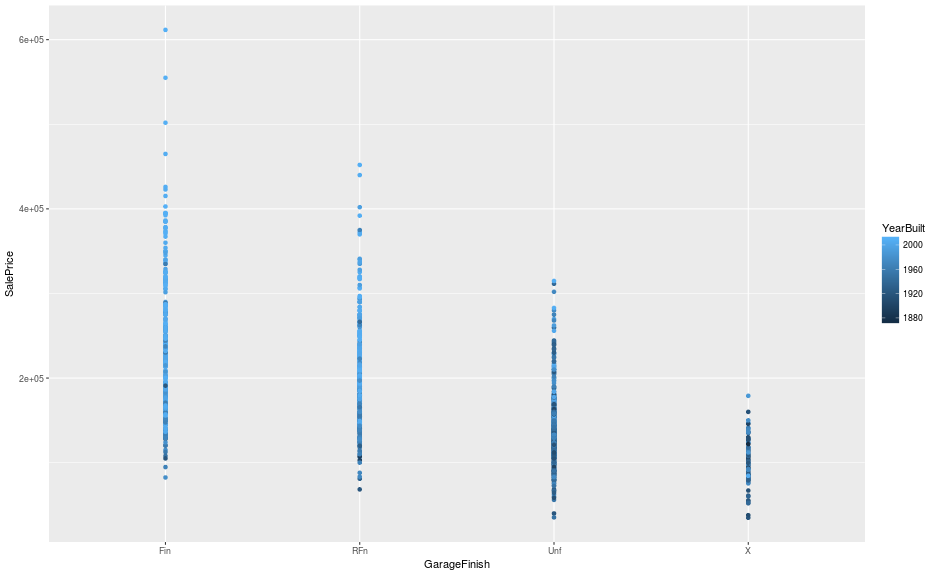 6e+05
4e+05
2e+05
SalePrice
Fin RFn Unf X
GarageFinish
YearBuilt
2000
1960
1920
1880